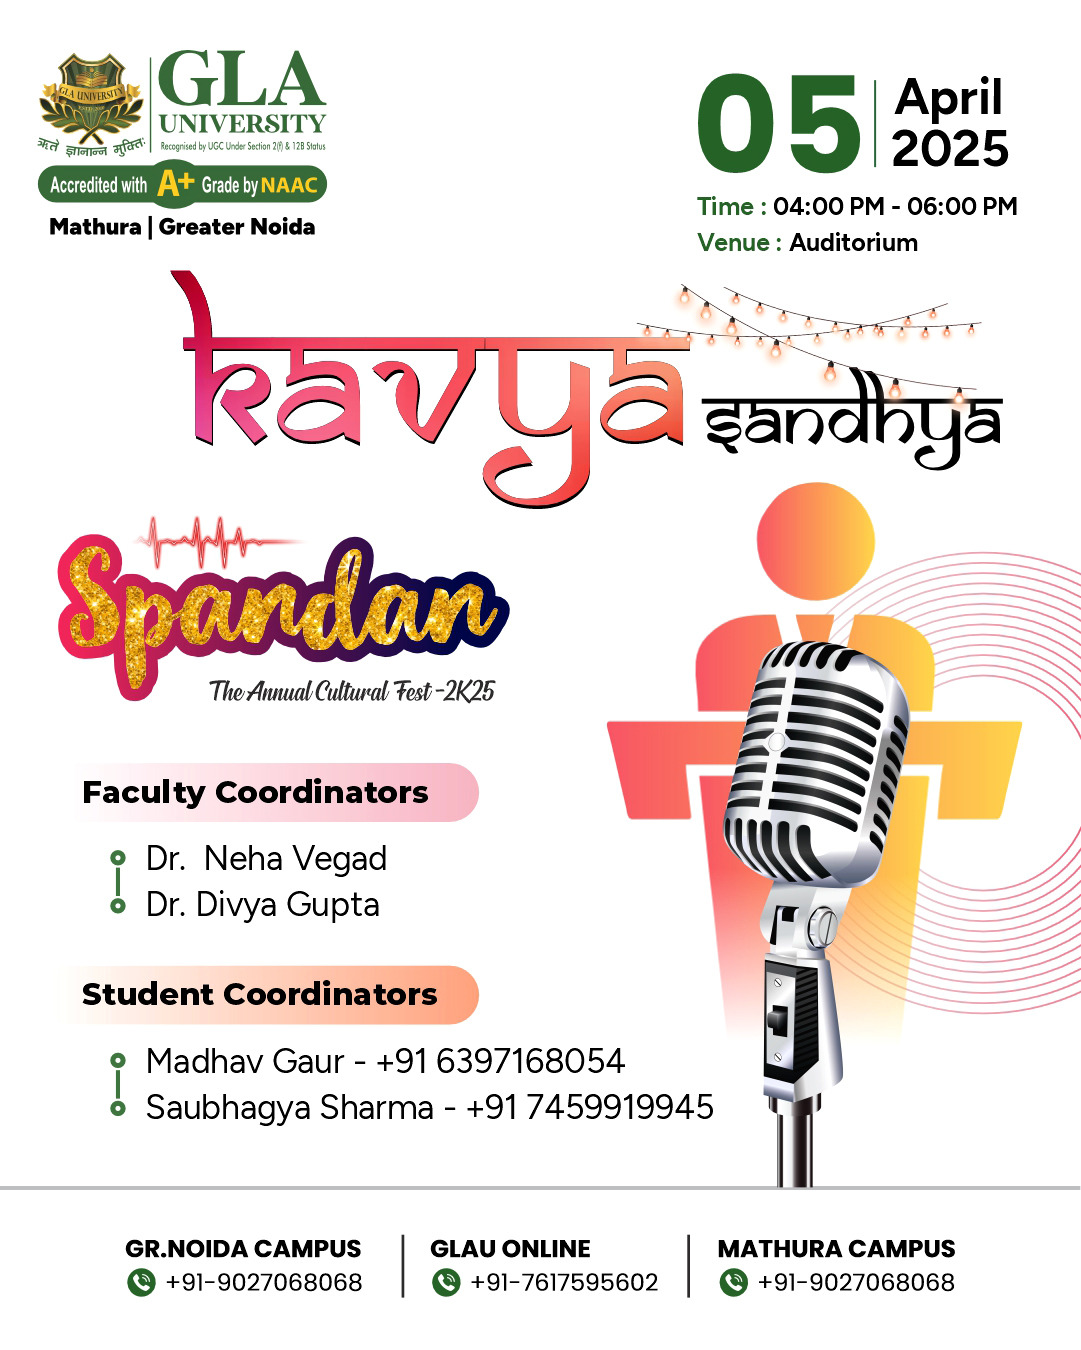 GLA UNIVERSITY
ऋते ज्ञानान्न मुक्तिः
GLA
UNIVERSITY
Recognised by UGC Under Section 2(f) & 12B Status
Accredited with A+ Grade by NAAC
Mathura | Greater Noida
05 April
2025
Time : 04:00 PM - 06:00 PM
Venue : Auditorium
kavya sandhya
Spandan
The Annual Cultural Fest -2K25
Faculty Coordinators
Dr. Neha Vegad
Dr. Divya Gupta
Student Coordinators
Madhav Gaur - +91 6397168054
Saubhagya Sharma - +91 7459919945
GR.NOIDA CAMPUS
+91-9027068068
GLAU ONLINE
+91-7617595602
MATHURA CAMPUS
+91-9027068068